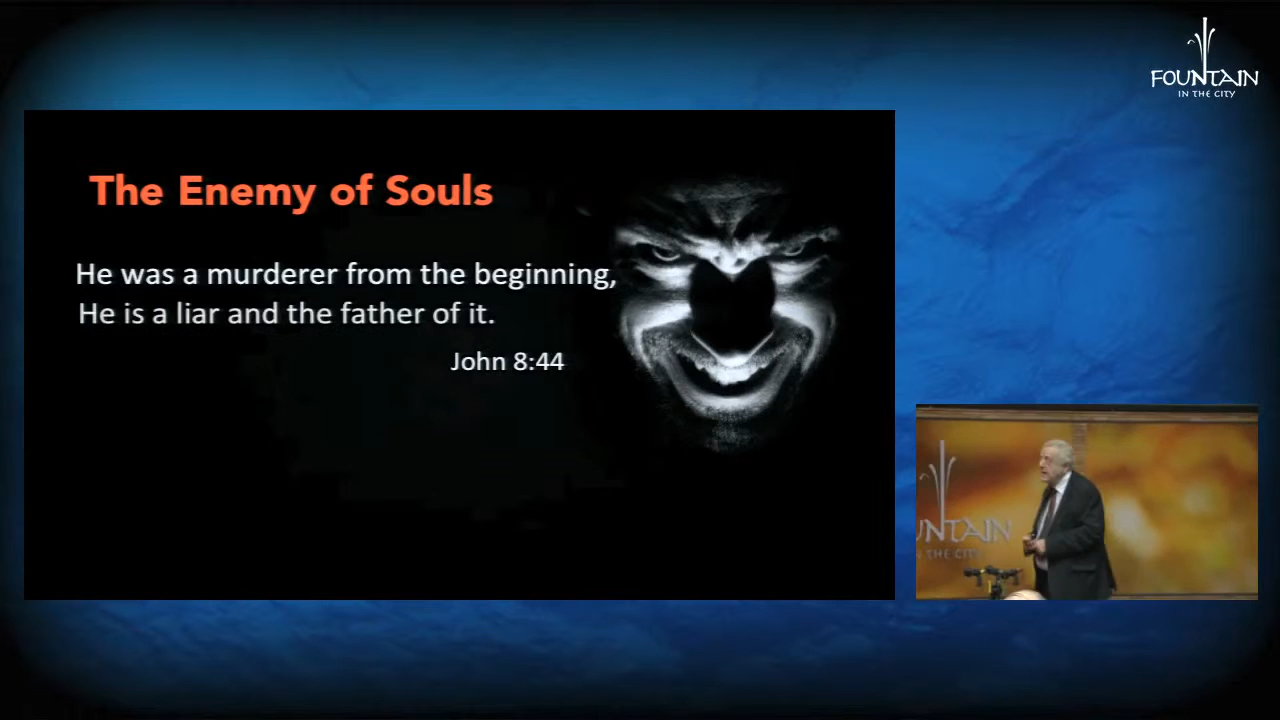 FOUNTAIN
IN THE CITY
The Enemy of Souls
He was a murderer from the beginning,
He is a liar and the father of it.
John 8:44
UNTAIN
IN THE CITY